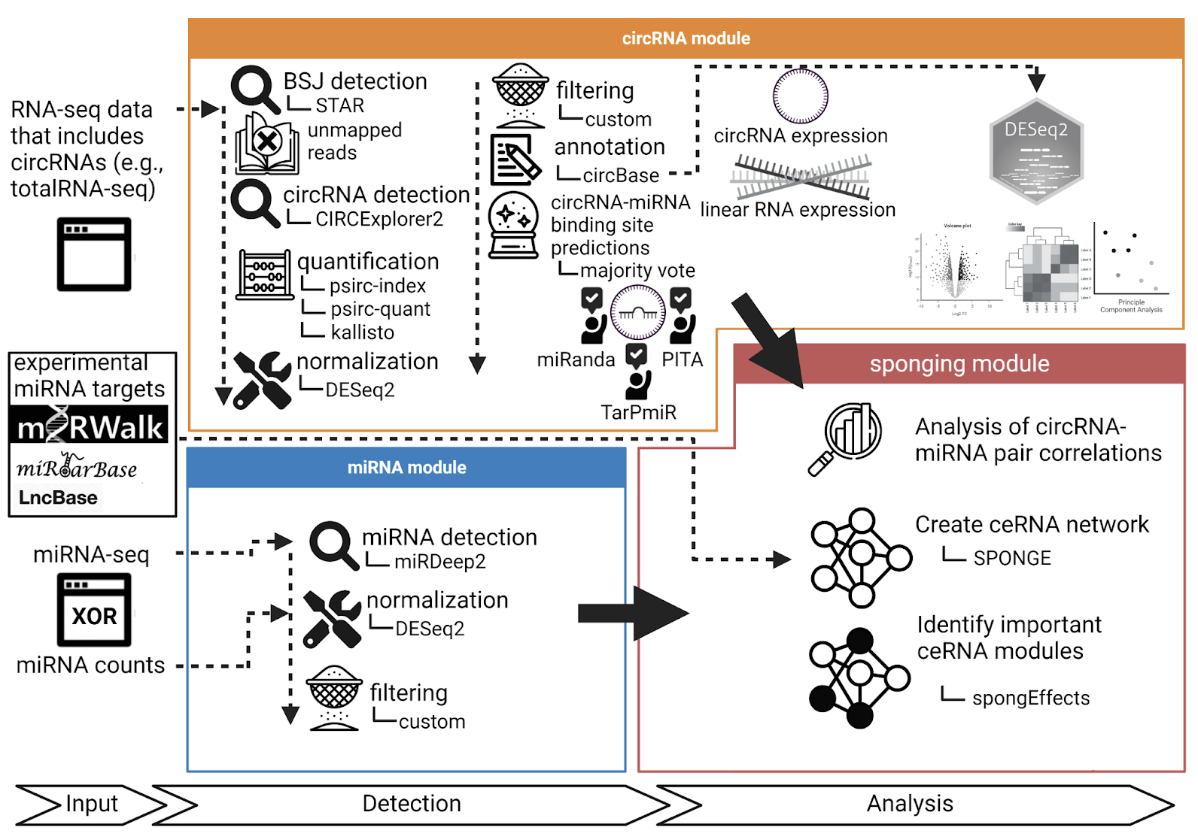 circRNA module
RNA-seq data
that includes
circRNAs (e.g.,
totalRNA-seq)
BSJ detection
STAR
unmapped
reads
circRNA detection
CIRCExplorer2
quantification
psirc-index
psirc-quant
kallisto
normalization
DESeq2
filtering
custom
annotation
circBase
circRNA-miRNA
binding site
predictions
majority vote
miRanda
PITA
TarPmiR
circRNA expression
linear RNA expression
DESeq2
Volcano plot
Log2 FC
Principle
Component Analysis
experimental
miRNA targets
miRWalk
miRTarBase
LncBase
miRNA-seq
XOR
miRNA counts
miRNA module
miRNA detection
miRDeep2
normalization
DESeq2
filtering
custom
sponging module
Analysis of circRNA-
miRNA pair correlations
Create ceRNA network
SPONGE
Identify important
ceRNA modules
spongEffects
Input
Detection
Analysis